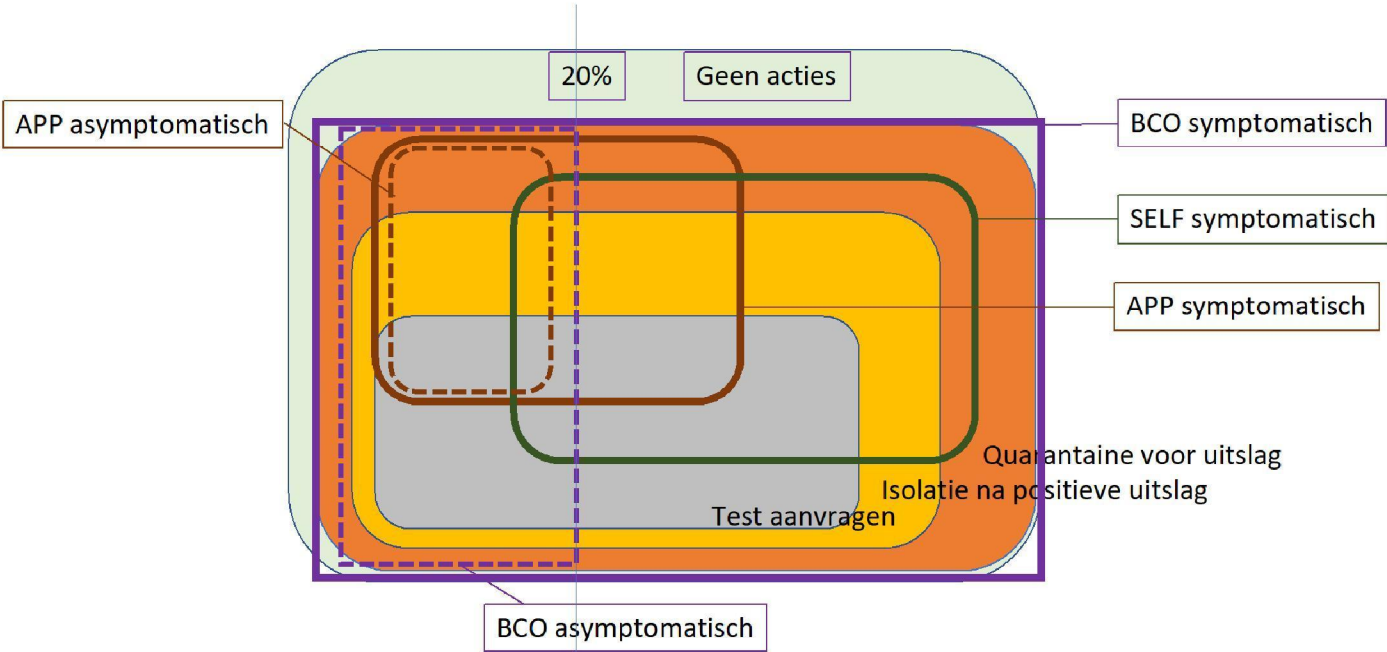 20%
Geen acties
APP asymptomatisch
BCO symptomatisch
SELF symptomatisch
APP symptomatisch
Quarantaine voor uitslag
Isolatie na positieve uitslag
Test aanvragen
BCO asymptomatisch